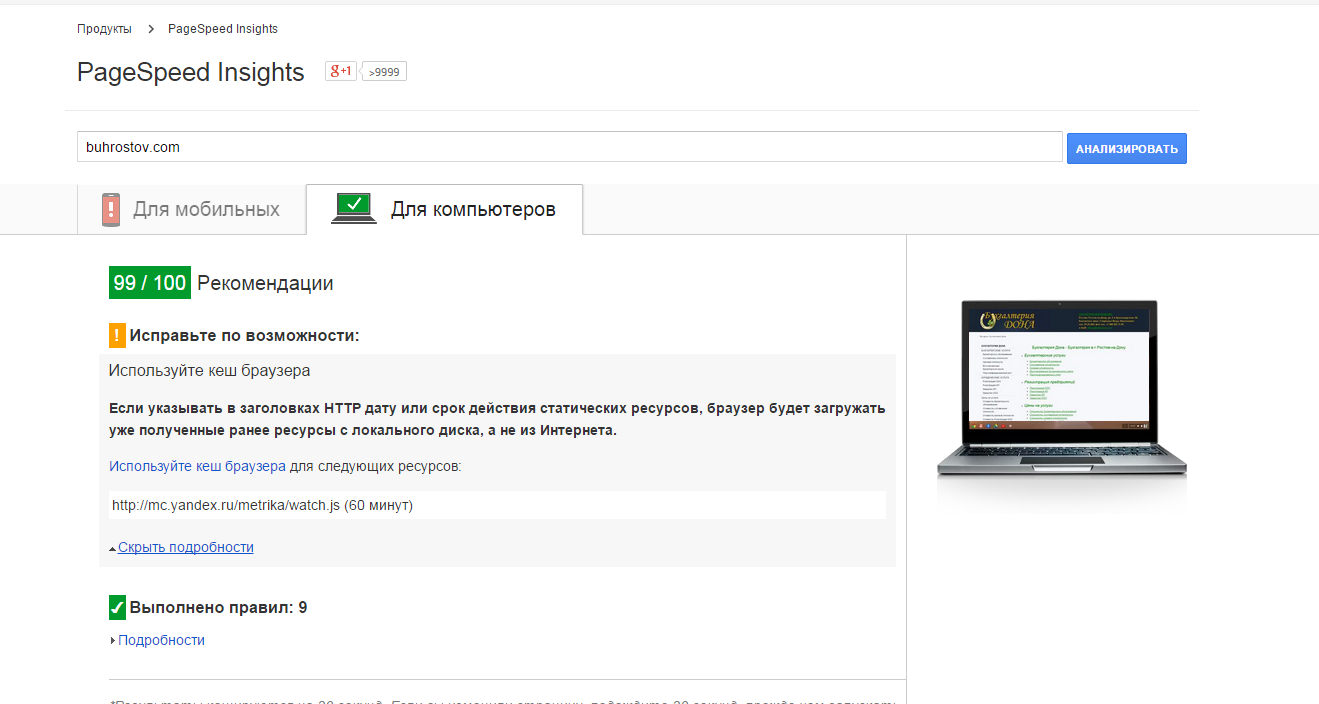 Продукты > PageSpeed Insights
PageSpeed Insights g+1 >9999
buhrostov.com АНАЛИЗИРОВАТЬ
Для мобильных Для компьютеров
99 / 100 Рекомендации
! Исправьте по возможности:
Используйте кеш браузера
Если указывать в заголовках HTTP дату или срок действия статических ресурсов, браузер будет загружать
уже полученные ранее ресурсы с локального диска, а не из Интернета.
Используйте кеш браузера для следующих ресурсов:
http://mc.yandex.ru/metrika/watch.js (60 минут)
Скрыть подробности
Выполнено правил: 9
Подробности
Бухгалтерия
ДОНА